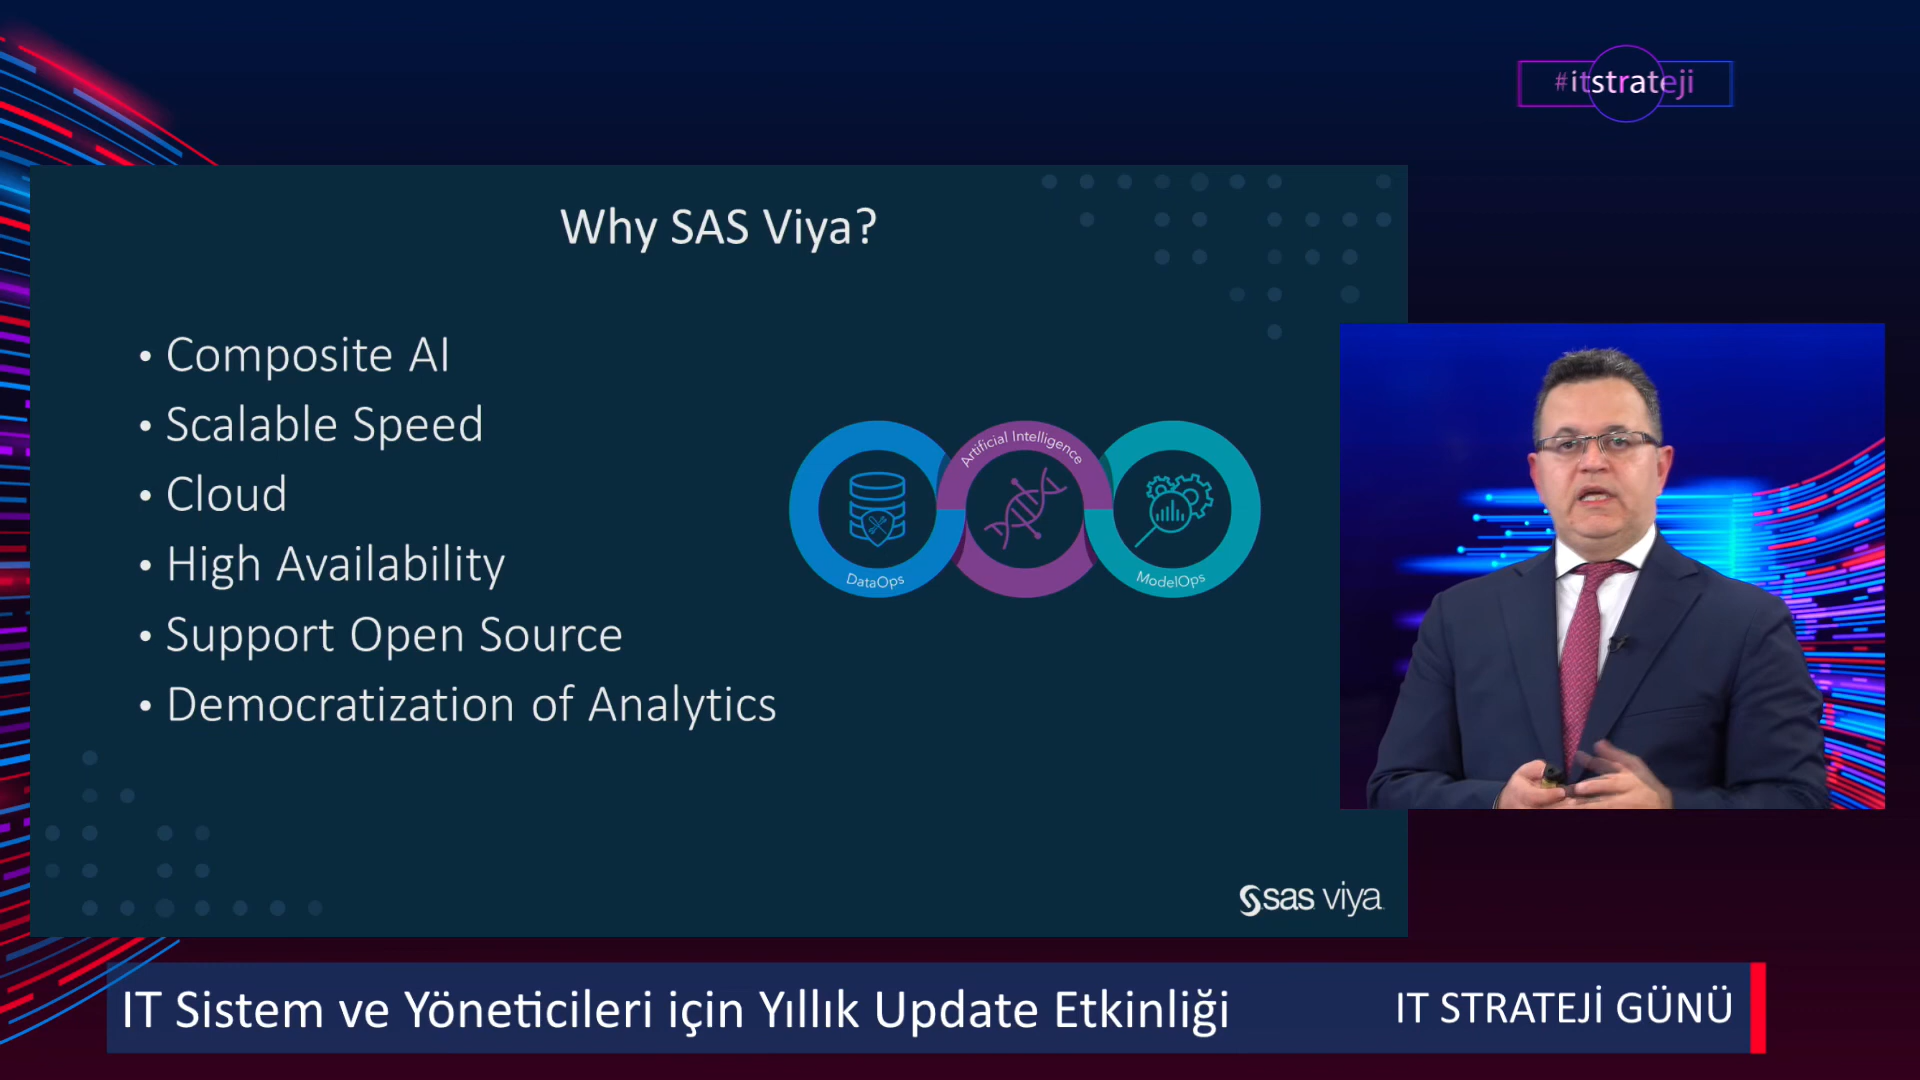 #itstrateji
Why SAS Viya?
• Composite AI
• Scalable Speed
• Cloud
• High Availability
• Support Open Source
• Democratization of Analytics
Artificial Intelligence
DataOps
ModelOps
sas viya
IT Sistem ve Yöneticileri için Yıllık Update Etkinliği
IT STRATEJİ GÜNÜ